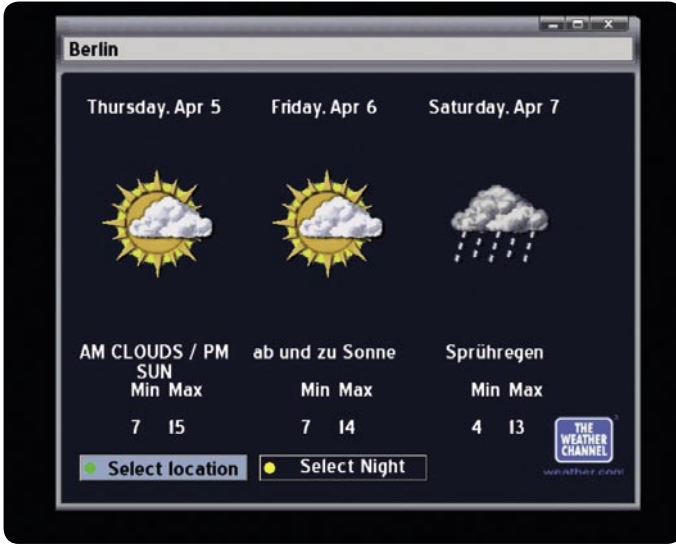 Berlin
Thursday, Apr 5 Friday, Apr 6 Saturday, Apr 7
AM CLOUDS / PM SUN
ab und zu Sonne
Sprühregen
Min Max Min Max Min Max
7 15 7 14 4 13
THE
WEATHER
CHANNEL
weather.com
Select location Select Night